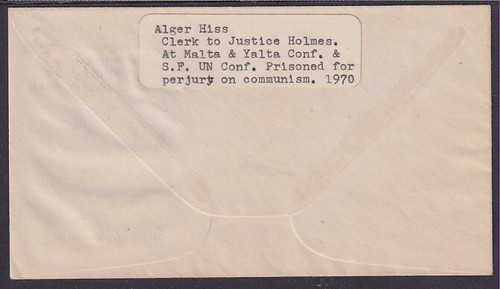 Alger Hiss
Clerk to Justice Holmes.
At Malta & Yalta Conf. &
S.F. UN Conf. Prisoned for
perjury on communism. 1970